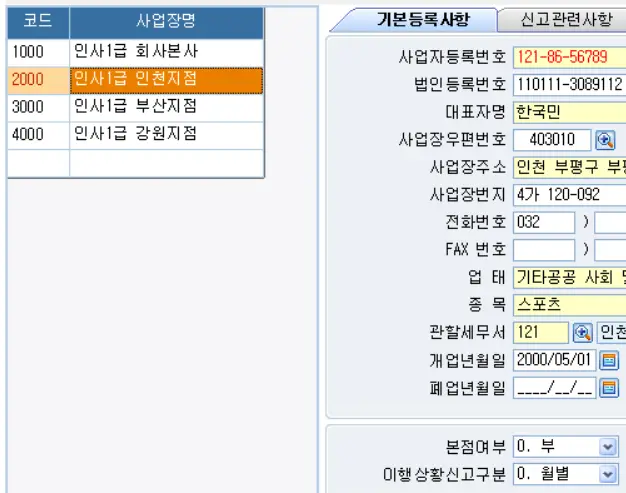 코드 사업장명
1000 인사1급 회사본사
2000 인사1급 인천지점
3000 인사1급 부산지점
4000 인사1급 강원지점
기본등록사항 신고관련사항
사업자등록번호 121-86-56789
법인등록번호 110111-3089112
대표자명 한국민
사업장우편번호 403010
사업장주소 인천 부평구 부
사업장번지 4가 120-092
전화번호 032 )
FAX 번호 )
업 태 기타공공 사회 및
종 목 스포츠
관할세무서 121 인천
개업년월일 2000/05/01
폐업년월일 ____/__/__
본점여부 0. 부
이행상황신고구분 0. 월별